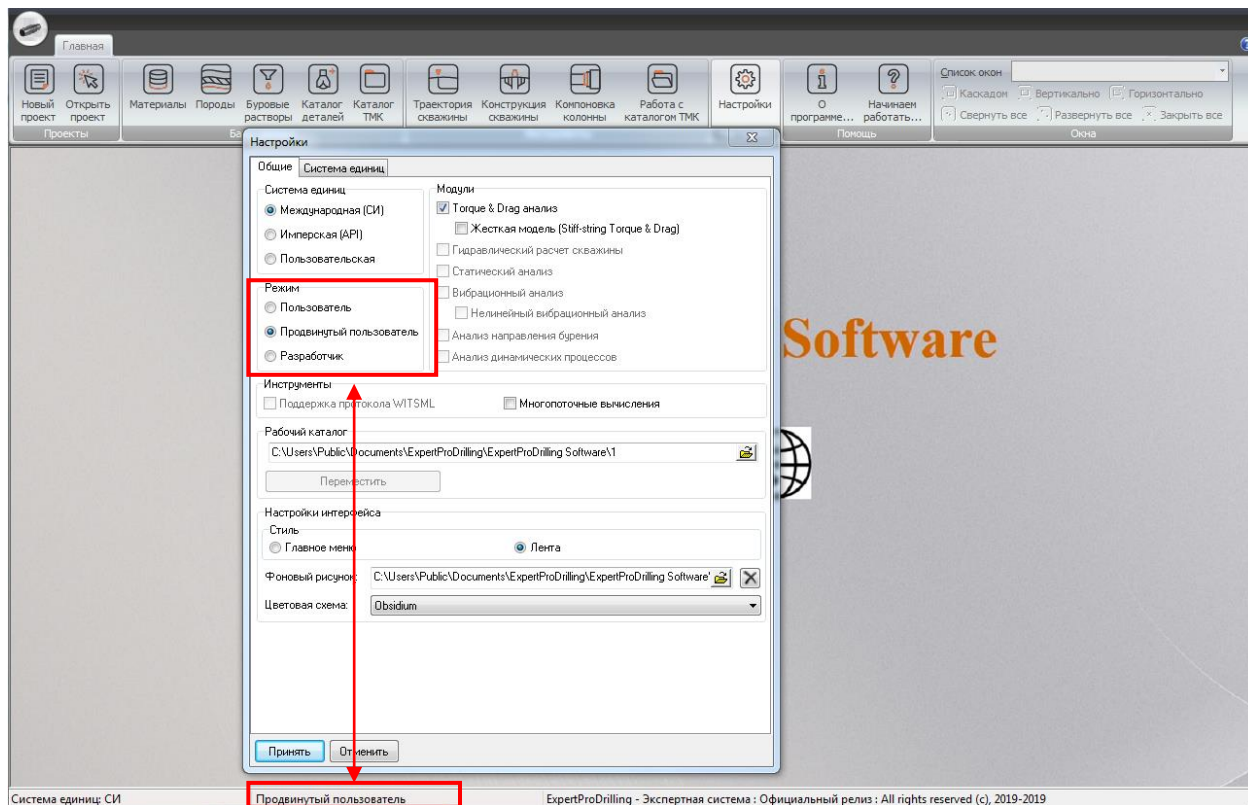 Главная
Новый проект
Открыть проект
Материалы
Породы
Буровые растворы
Каталог деталей
Каталог ТМК
Траектория скважины
Конструкция скважины
Компоновка колонны
Работа с каталогом ТМК
Настройки
О программе...
Начинаем работать...
Список окон
Каскадом Вертикально Горизонтально
Свернуть все Развернуть все Закрыть все
Проекты
Ба
Помощь
Окна
Настройки
Общие Система единиц
Система единиц
Международная (СИ)
Имперская (API)
Пользовательская
Режим
Пользователь
Продвинутый пользователь
Разработчик
Модули
Torque & Drag анализ
Жесткая модель (Stiff-string Torque & Drag)
Гидравлический расчет скважины
Статический анализ
Вибрационный анализ
Нелинейный вибрационный анализ
Анализ направления бурения
Анализ динамических процессов
Инструменты
Поддержка протокола WITSML
Многопоточные вычисления
Рабочий каталог
C:\Users\Public\Documents\ExpertProDrilling\ExpertProDrilling Software\1
Переместить
Настройки интерфейса
Стиль
Главное меню
Лента
Фоновый рисунок: C:\Users\Public\Documents\ExpertProDrilling\ExpertProDrilling Software'
Цветовая схема: Obsidium
Принять Отменить
Software
Система единиц: СИ
Продвинутый пользователь
ExpertProDrilling - Экспертная система : Официальный релиз : All rights reserved (c), 2019-2019